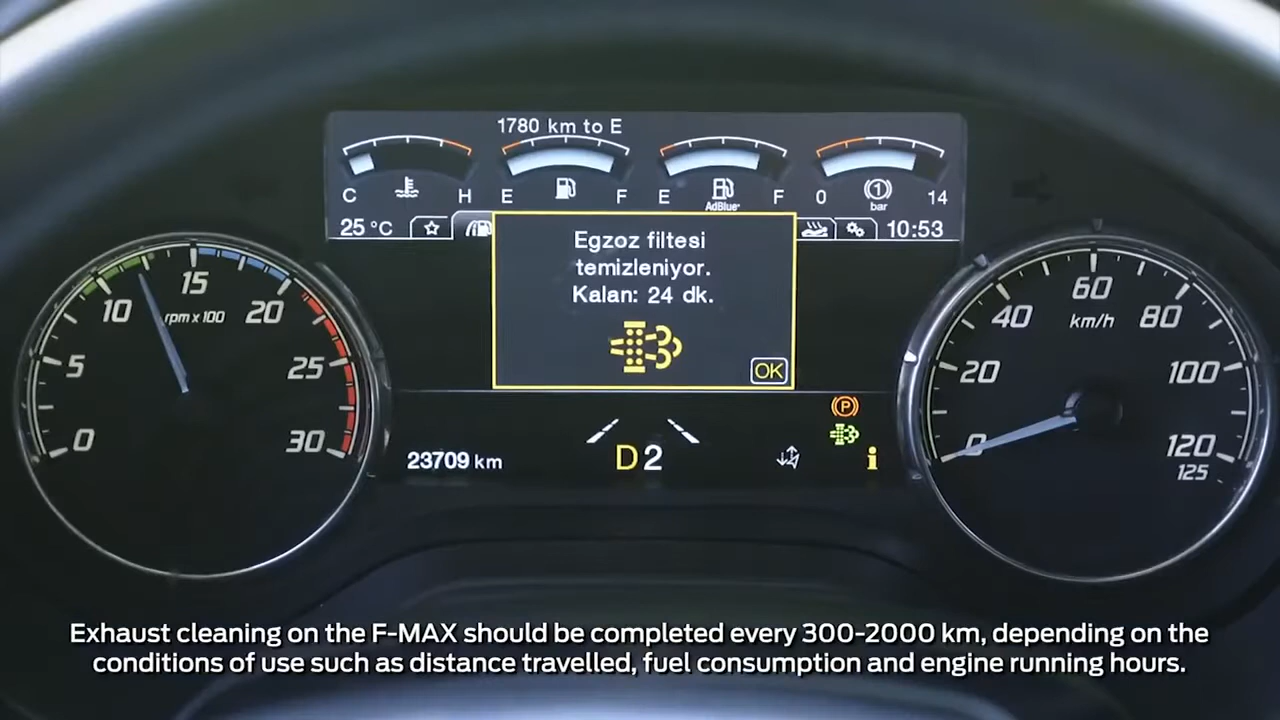 1780 km to E
C H E F E F 0 14
AdBlue
bar
25 °C
10:53
Egzoz filtesi
temizleniyor.
Kalan: 24 dk.
OK
0 5 10 15 20 25 30
rpm x 100
0 20 40 60 80 100 120
125
km/h
P
23709 km
D 2
i
Exhaust cleaning on the F-MAX should be completed every 300-2000 km, depending on the
conditions of use such as distance travelled, fuel consumption and engine running hours.